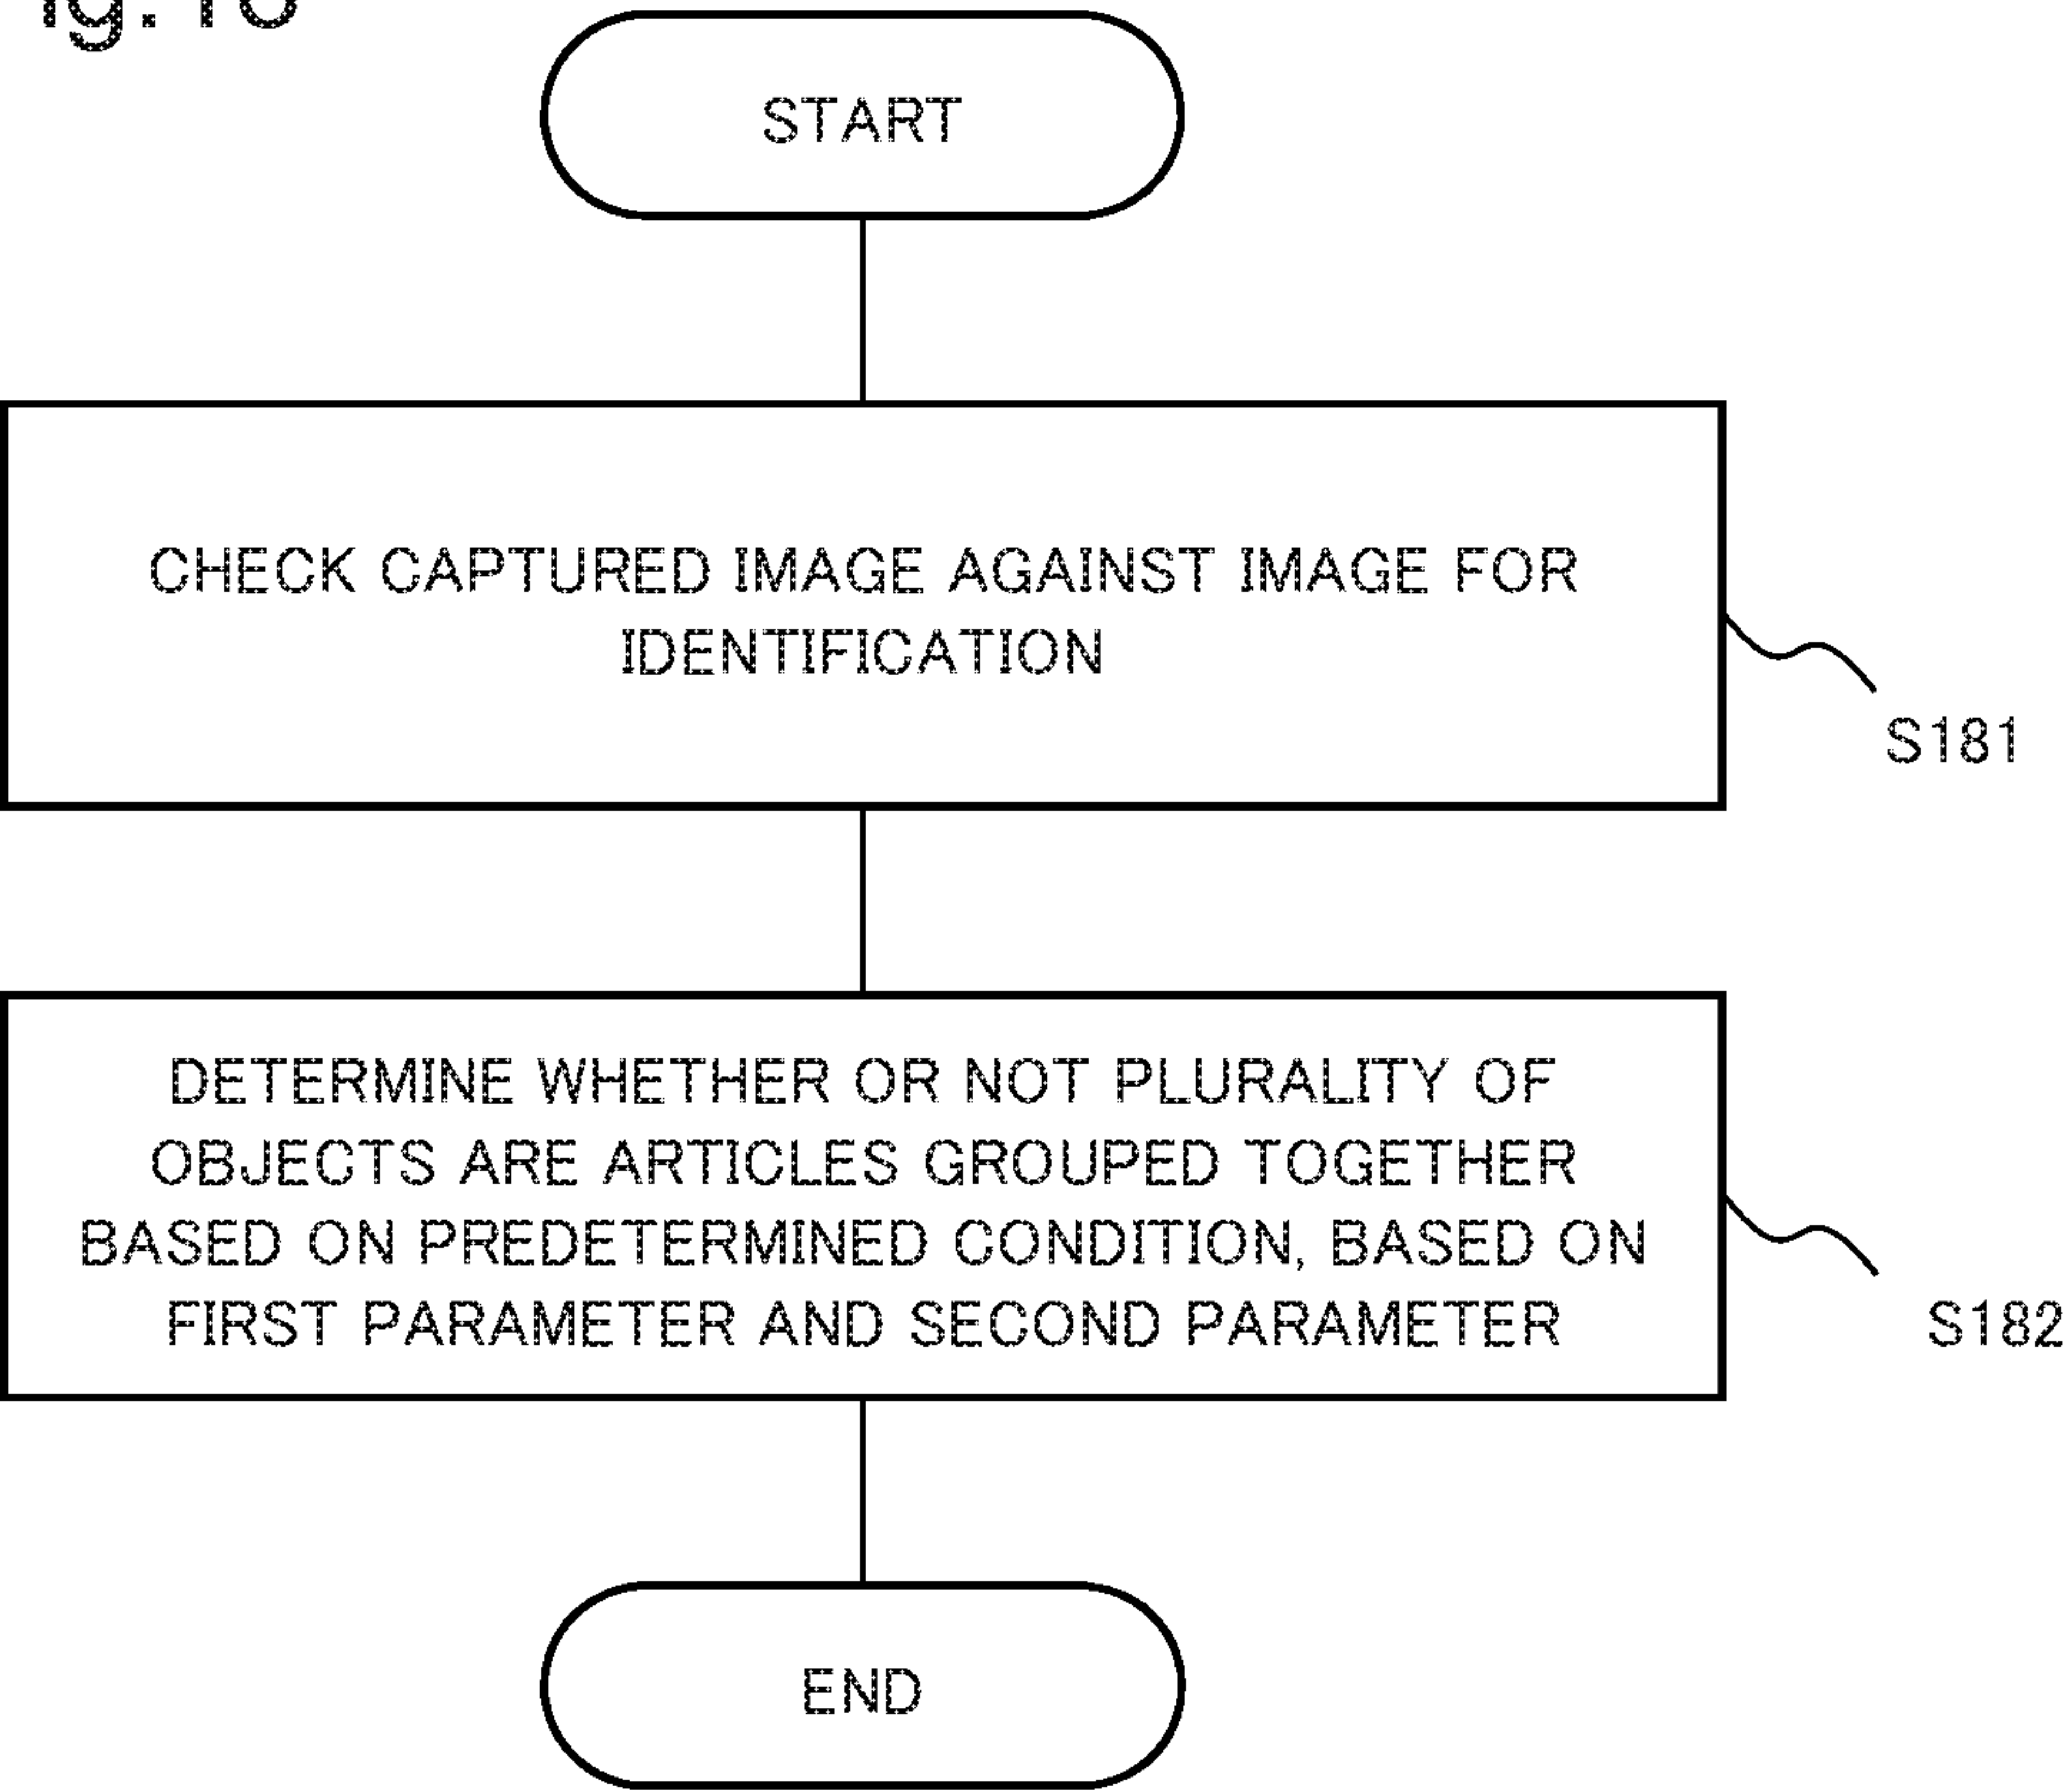 START
CHECK CAPTURED IMAGE AGAINST IMAGE FOR
IDENTIFICATION
S181
DETERMINE WHETHER OR NOT PLURALITY OF
OBJECTS ARE ARTICLES GROUPED TOGETHER
BASED ON PREDETERMINED CONDITION, BASED ON
FIRST PARAMETER AND SECOND PARAMETER
S182
END